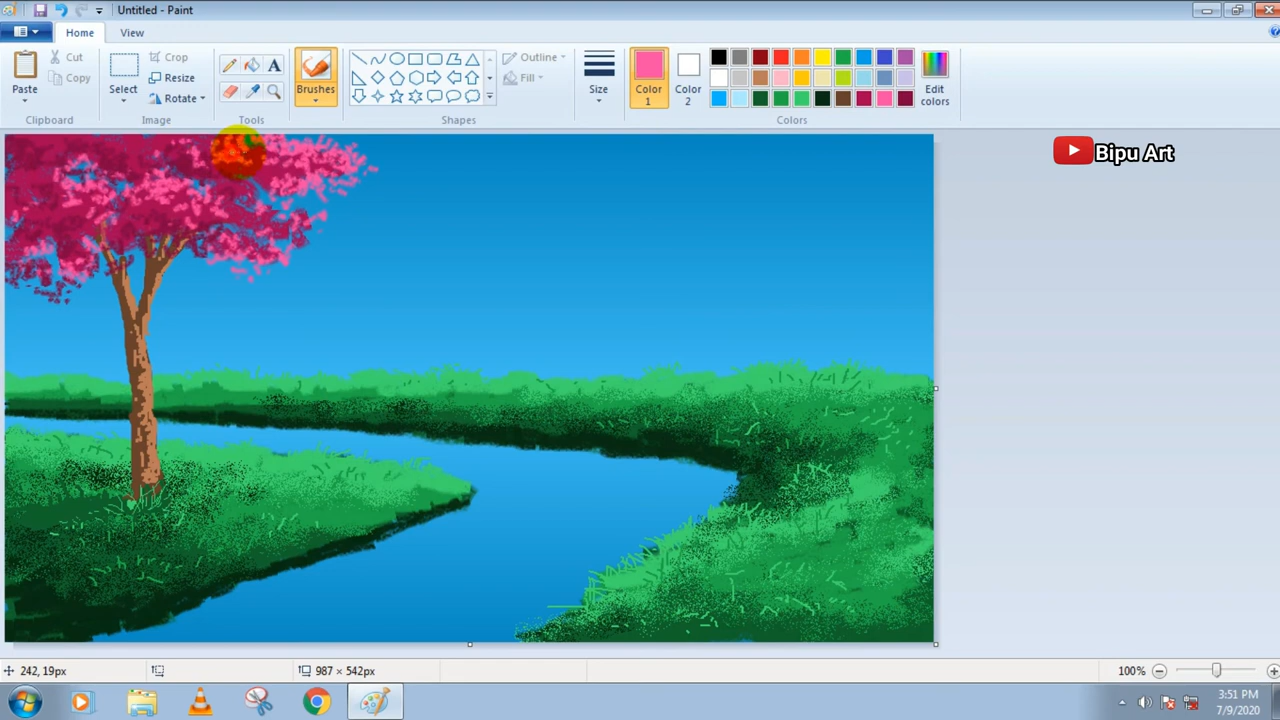 Untitled - Paint
Home
View
Paste
Cut
Copy
Clipboard
Select
Crop
Resize
Rotate
Image
A
Tools
Brushes
Outline
Fill
Shapes
Size
Color
1
Color
2
Edit
colors
Colors
Bipu Art
242, 19px
987 × 542px
100%
3:51 PM
7/9/2020